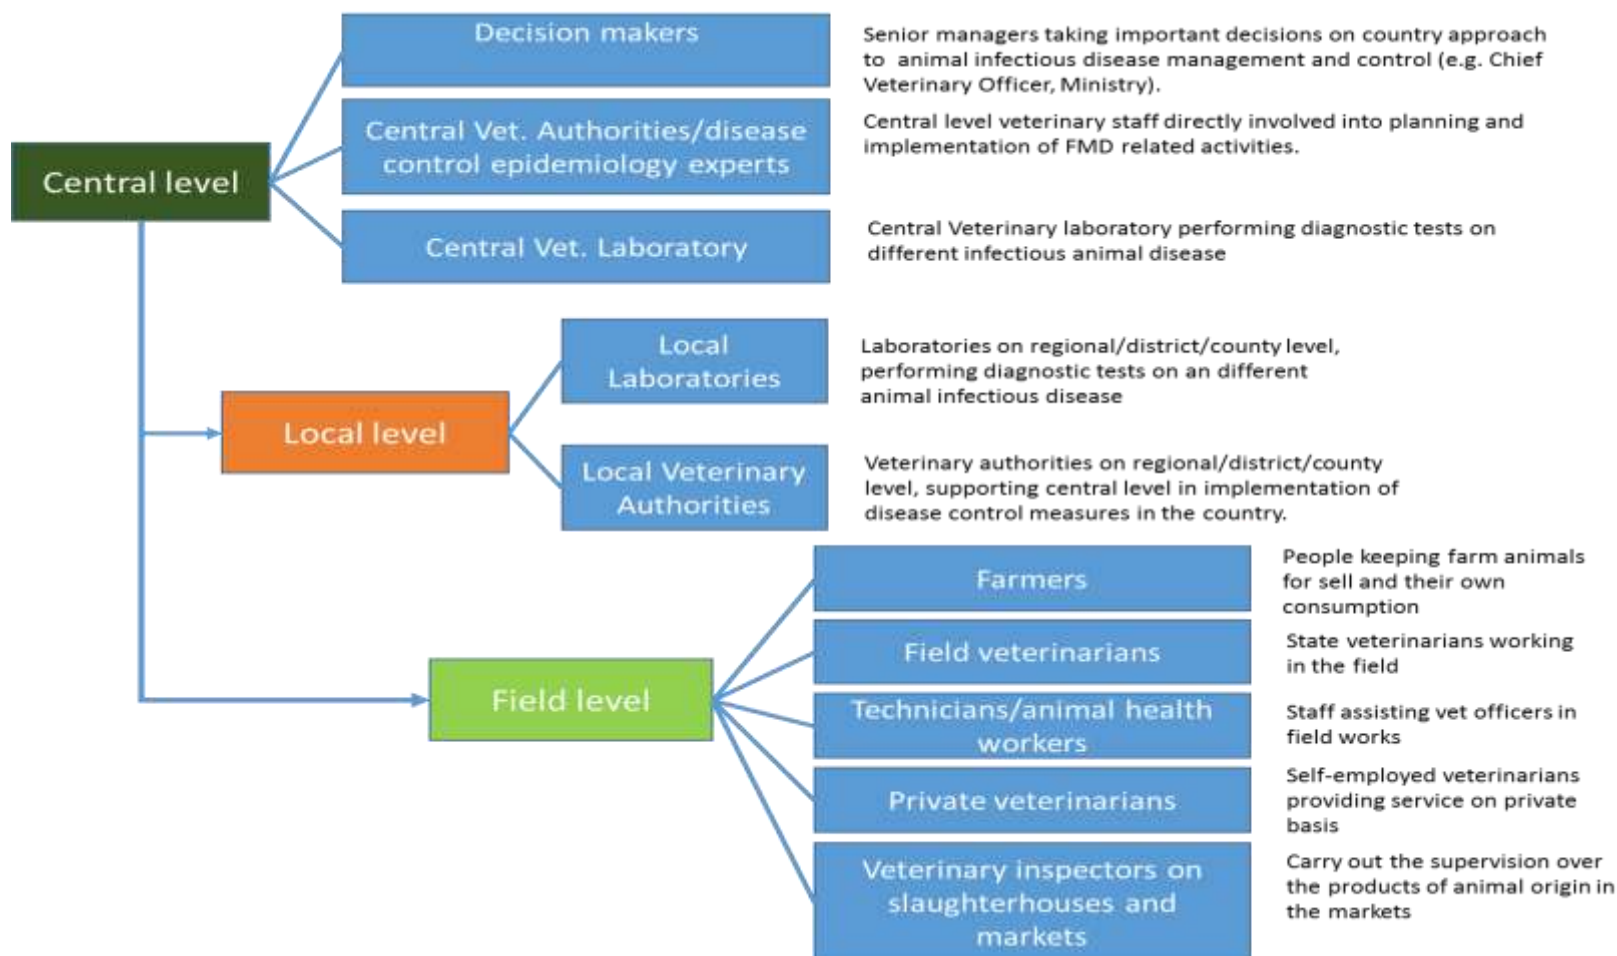 Decision makers
Senior managers taking important decisions on country approach
to animal infectious disease management and control (e.g. Chief
Veterinary Officer, Ministry).
Central level
Central Vet. Authorities/disease
control epidemiology experts
Central level veterinary staff directly involved into planning and
implementation of FMD related activities.
Central Vet. Laboratory
Central Veterinary laboratory performing diagnostic tests on
different infectious animal disease
Local level
Local
Laboratories
Laboratories on regional/district/county level,
performing diagnostic tests on an different
animal infectious disease
Local Veterinary
Authorities
Veterinary authorities on regional/district/county
level, supporting central level in implementation of
disease control measures in the country.
Field level
Farmers
People keeping farm animals
for sell and their own
consumption
Field veterinarians
State veterinarians working
in the field
Technicians/animal health
workers
Staff assisting vet officers in
field works
Private veterinarians
Self-employed veterinarians
providing service on private
basis
Veterinary inspectors on
slaughterhouses and
markets
Carry out the supervision over
the products of animal origin in
the markets